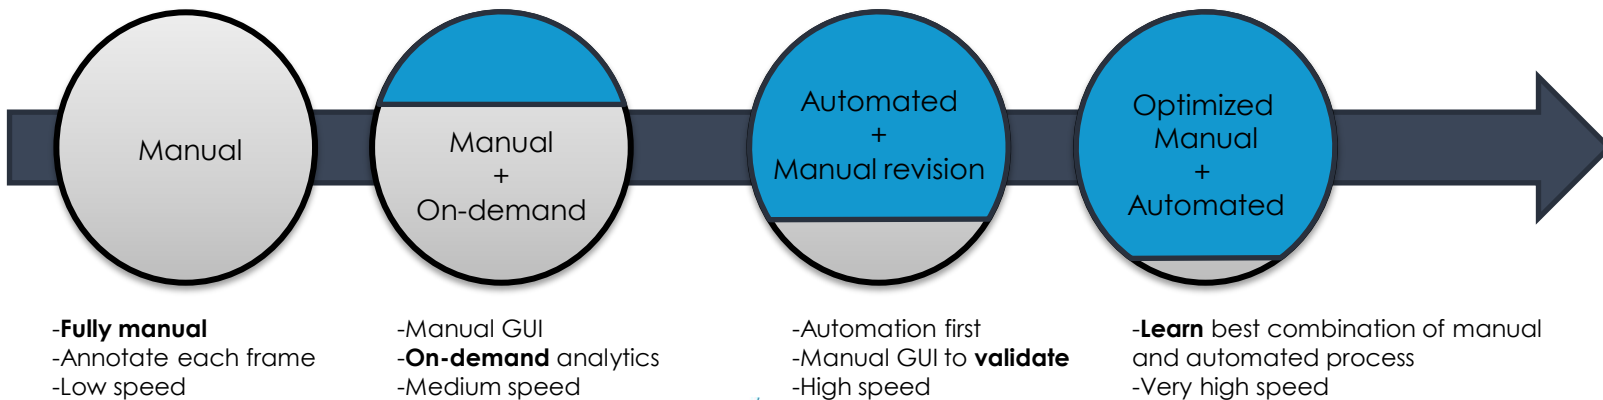 Manual
Manual
+
On-demand
Automated
+
Manual revision
Optimized
Manual
+
Automated
-Fully manual
-Annotate each frame
-Low speed
-Manual GUI
-On-demand analytics
-Medium speed
-Automation first
-Manual GUI to validate
-High speed
-Learn best combination of manual
and automated process
-Very high speed